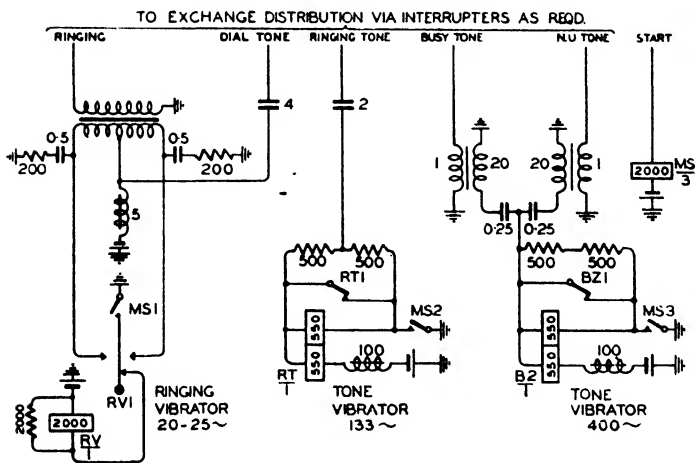 TO EXCHANGE DISTRIBUTION VIA INTERRUPTERS AS REQD.
RINGING DIAL TONE RINGING TONE BUSY TONE N.U TONE START
4 2
0·5 0·5
200 200
1 20 20 1
2000 MS
3
5
0·25 0·25
500 500 500 500
MS1 RT1 BZ1
MS2 MS3
550 550
550 100 550 100
RT
1
BZ
1
RV1
RINGING
VIBRATOR
20-25~
TONE
VIBRATOR
133~
TONE
VIBRATOR
400~
2000 2000
RV
1